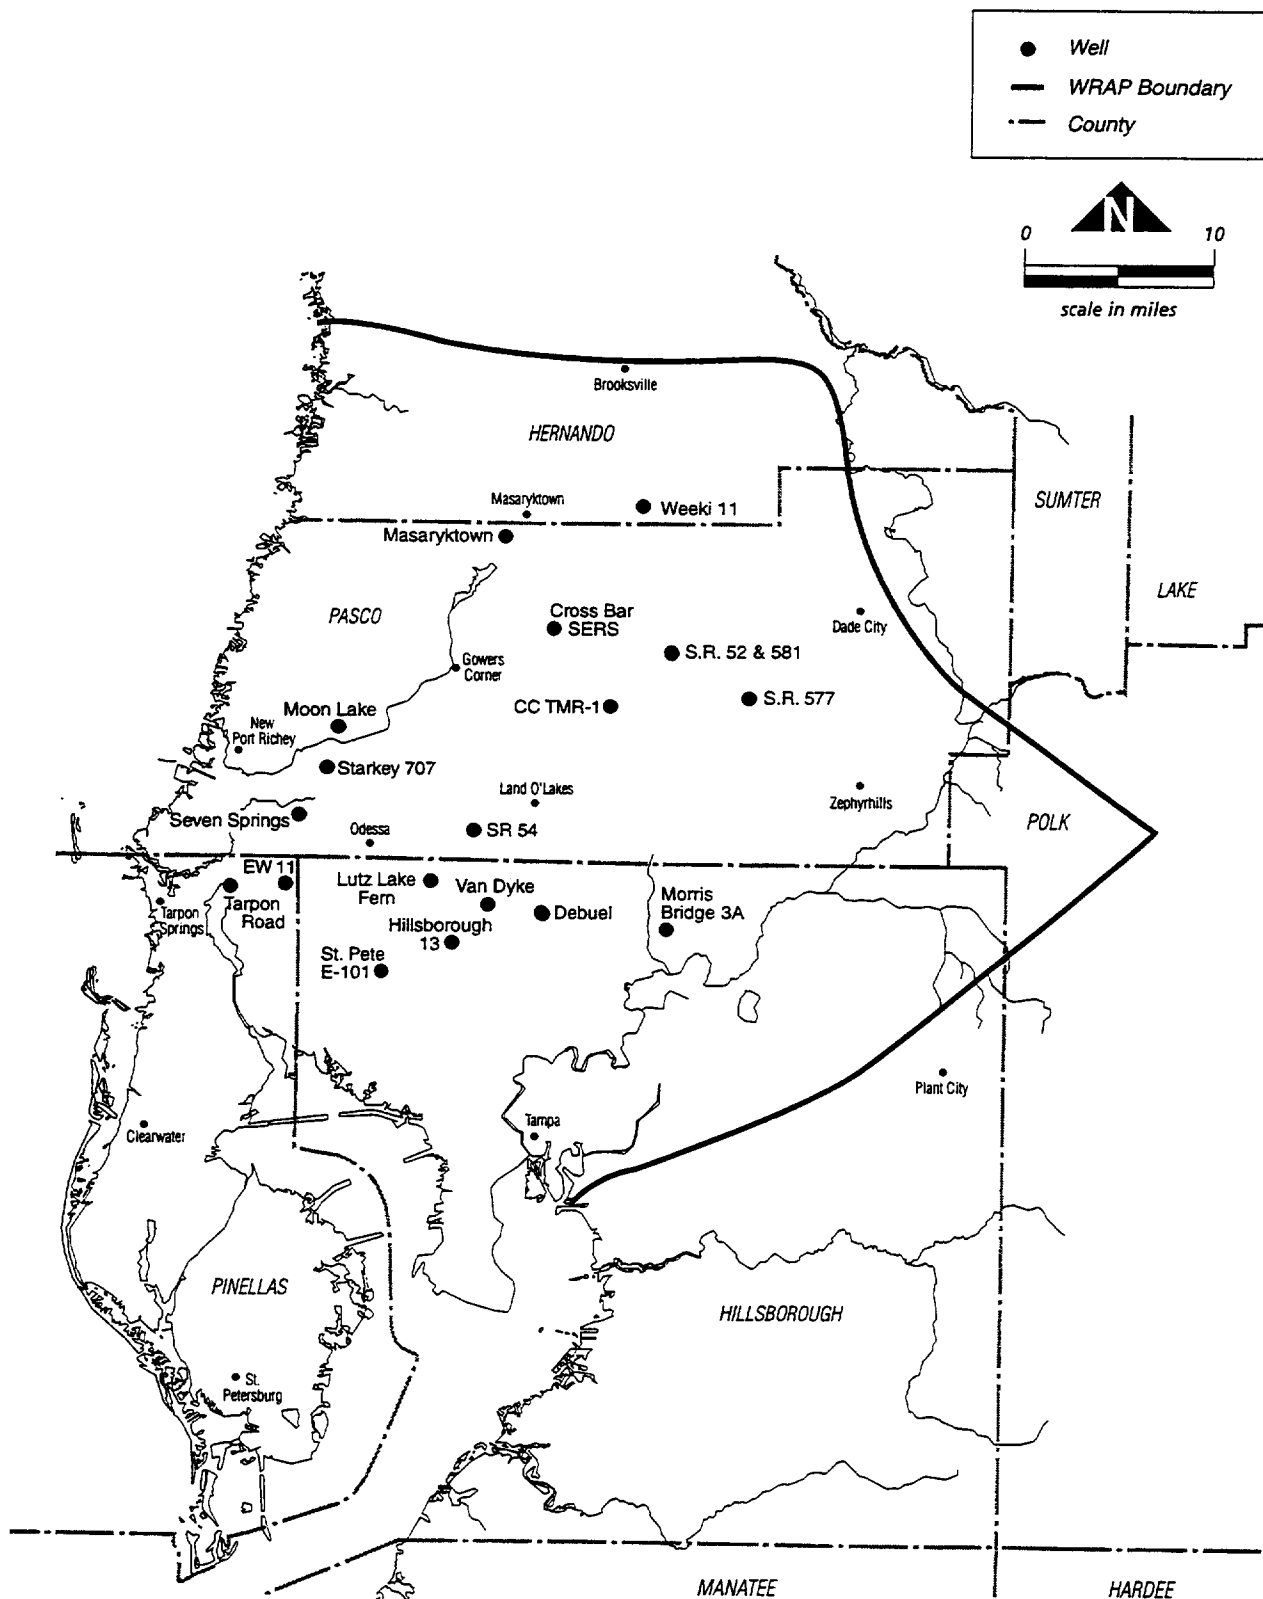 Well
WRAP Boundary
County
N
0
10
scale in miles
Brooksville
HERNANDO
Masaryktown
Weeki 11
SUMTER
Masaryktown
LAKE
PASCO
Cross Bar
SERS
Dade City
S.R. 52 & 581
Gowers
Corner
S.R. 577
CC TMR-1
Moon Lake
New
Port Richey
Starkey 707
Land O'Lakes
Zephyrhills
Seven Springs
Odessa
SR 54
POLK
EW 11
Lutz Lake
Fern
Van Dyke
Morris
Bridge 3A
Tarpon
Springs
Tarpon
Road
Debuel
Hillsborough
13
St. Pete
E-101
Plant City
Clearwater
Tampa
PINELLAS
HILLSBOROUGH
St.
Petersburg
MANATEE
HARDEE